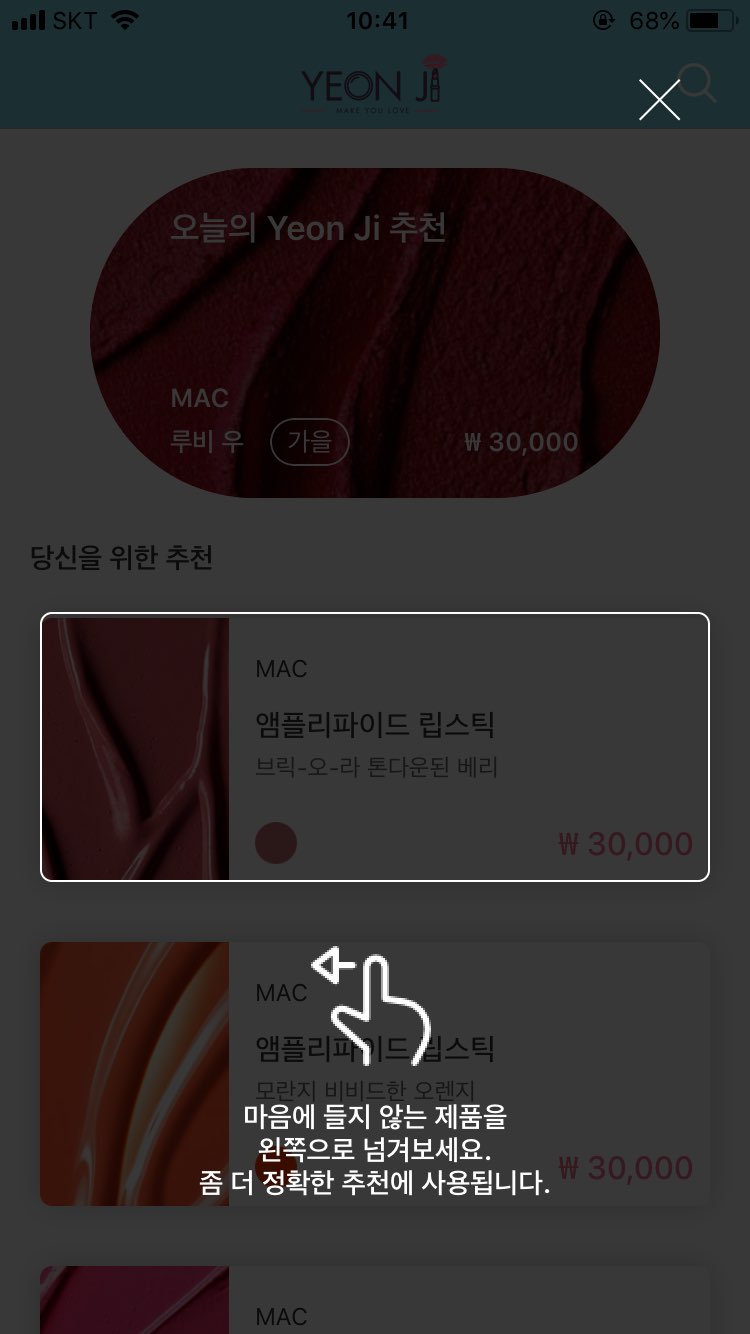 SKT 10:41 68%
YEON JI
MAKE YOU LOVE
오늘의 Yeon Ji 추천
MAC
루비 우 가을 ₩ 30,000
당신을 위한 추천
MAC
앰플리파이드 립스틱
브릭-오-라 톤다운된 베리
₩ 30,000
MAC
앰플리파이드 립스틱
모란지 비비드한 오렌지
₩ 30,000
마음에 들지 않는 제품을
왼쪽으로 넘겨보세요.
좀 더 정확한 추천에 사용됩니다.
MAC